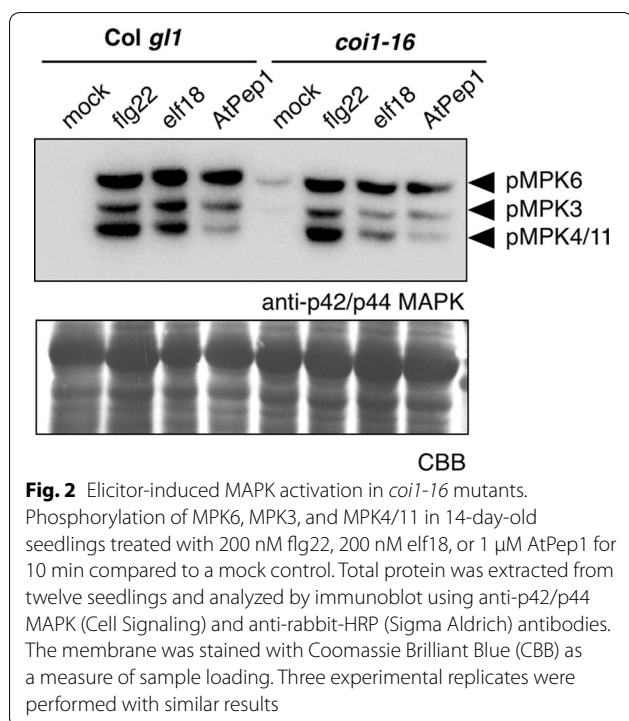 Col gl1 coi1-16
mock flg22 elf18 AtPep1 mock flg22 elf18 AtPep1
pMPK6
pMPK3
pMPK4/11
anti-p42/p44 MAPK
CBB
Fig. 2 Elicitor-induced MAPK activation in coi1-16 mutants.
Phosphorylation of MPK6, MPK3, and MPK4/11 in 14-day-old
seedlings treated with 200 nM flg22, 200 nM elf18, or 1 μM AtPep1 for
10 min compared to a mock control. Total protein was extracted from
twelve seedlings and analyzed by immunoblot using anti-p42/p44
MAPK (Cell Signaling) and anti-rabbit-HRP (Sigma Aldrich) antibodies.
The membrane was stained with Coomassie Brilliant Blue (CBB) as
a measure of sample loading. Three experimental replicates were
performed with similar results